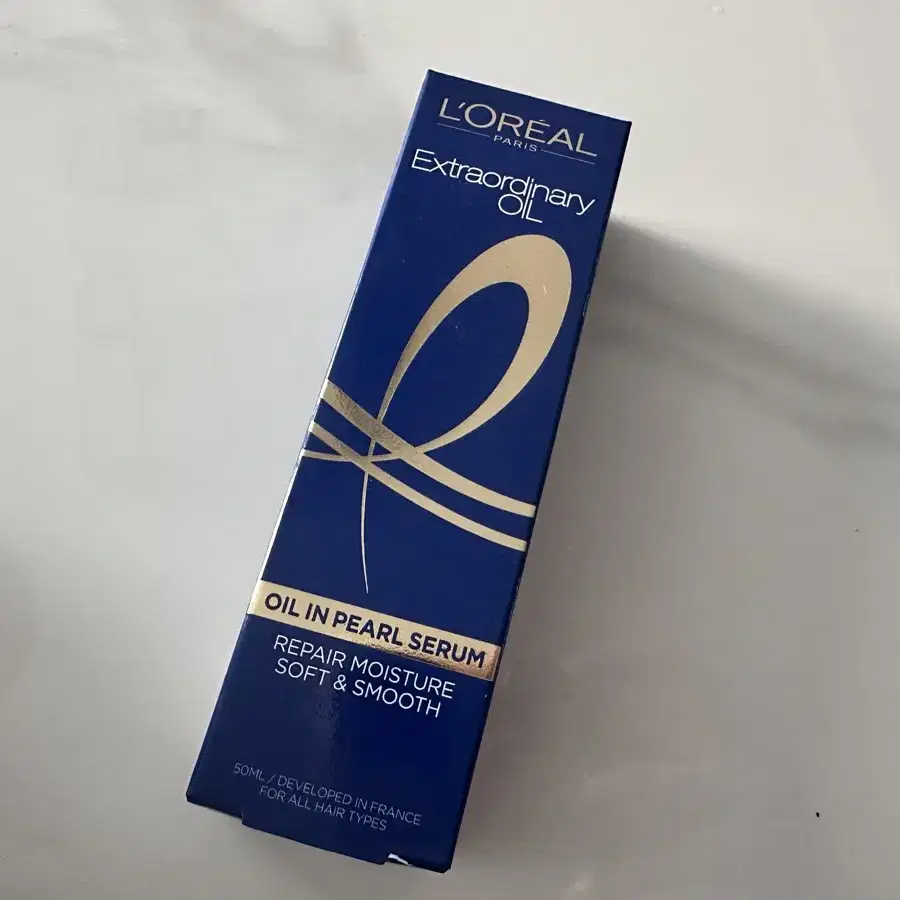 L'ORÉAL
PARIS
Extraordinary
OIL
OIL IN PEARL SERUM
REPAIR MOISTURE
SOFT & SMOOTH
50ML / DEVELOPED IN FRANCE
FOR ALL HAIR TYPES